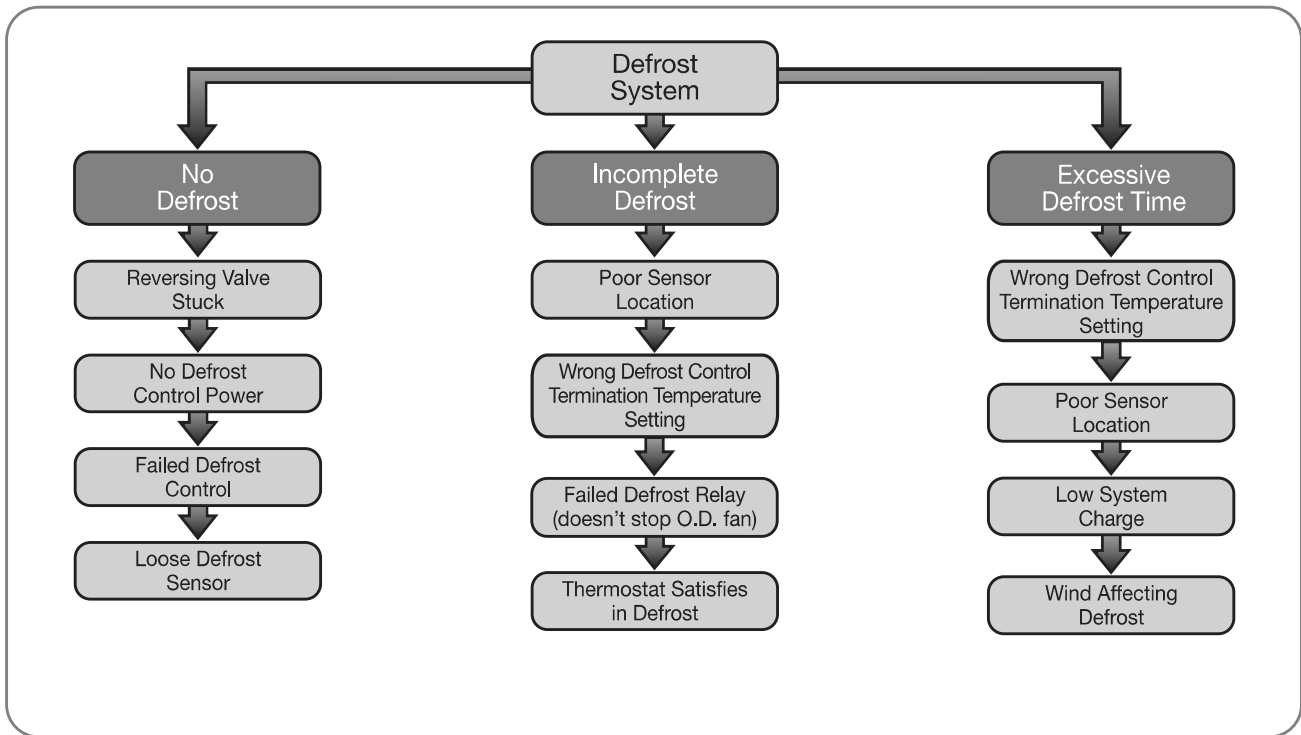 Defrost
System
No
Defrost
Reversing Valve
Stuck
No Defrost
Control Power
Failed Defrost
Control
Loose Defrost
Sensor
Incomplete
Defrost
Poor Sensor
Location
Wrong Defrost Control
Termination Temperature
Setting
Failed Defrost Relay
(doesn't stop O.D. fan)
Thermostat Satisfies
in Defrost
Excessive
Defrost Time
Wrong Defrost Control
Termination Temperature
Setting
Poor Sensor
Location
Low System
Charge
Wind Affecting
Defrost